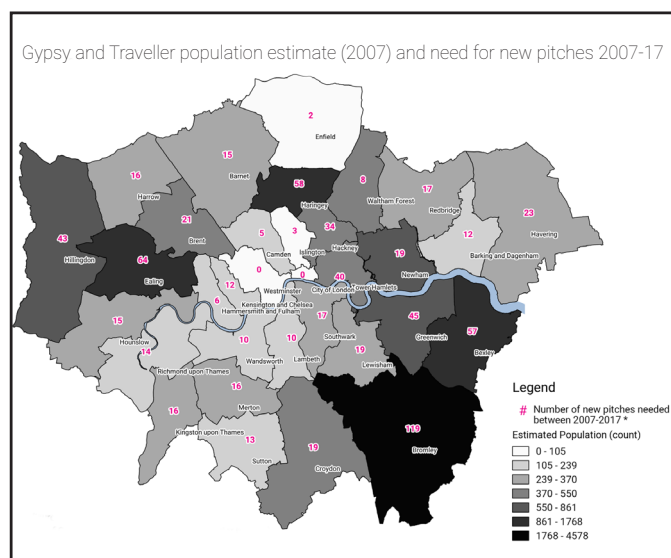 Gypsy and Traveller population estimate (2007) and need for new pitches 2007-17
2
Enfield
15
Barnet
16
Harrow
58
Haringey
8
17
Waltham Forest
Redbridge
23
Havering
21
Brent
5
Camden
3
Islington
34
Hackney
12
Barking and Dagenham
43
Hillingdon
64
Ealing
19
Newham
0
Westminster
0
City of London
40
Tower Hamlets
12
Kensington and Chelsea
6
Hammersmith and Fulham
15
Hounslow
14
Richmond upon Thames
10
Wandsworth
10
Lambeth
17
Southwark
19
Lewisham
45
Greenwich
57
Bexley
16
Kingston upon Thames
16
Merton
13
Sutton
19
Croydon
119
Bromley
Legend
# Number of new pitches needed
between 2007-2017 *
Estimated Population (count)
0 - 105
105 - 239
239 - 370
370 - 550
550 - 861
861 - 1768
1768 - 4578